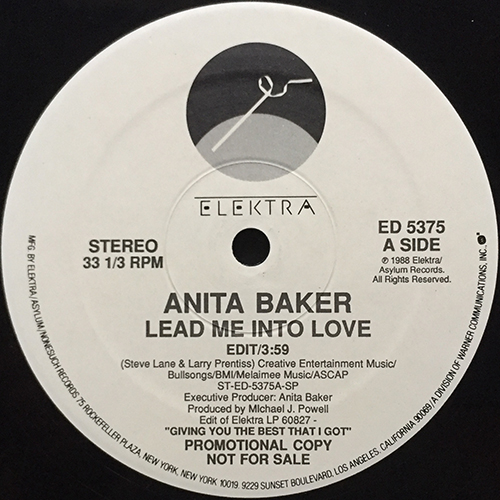 ELEKTRA
STEREO
33 1/3 RPM
ED 5375
A SIDE
℗ 1988 Elektra/
Asylum Records.
All Rights Reserved.
ANITA BAKER
LEAD ME INTO LOVE
EDIT/3:59
(Steve Lane & Larry Prentiss) Creative Entertainment Music/
Bullsongs/BMI/Melaimee Music/ASCAP
ST-ED-5375A-SP
Executive Producer: Anita Baker
Produced by Michael J. Powell
Edit of Elektra LP 60827 -
"GIVING YOU THE BEST THAT I GOT"
PROMOTIONAL COPY
NOT FOR SALE
MFG. BY ELEKTRA/ASYLUM/NONESUCH RECORDS 75 ROCKEFELLER PLAZA, NEW YORK, NEW YORK 10019. 9229 SUNSET BOULEVARD, LOS ANGELES, CALIFORNIA 90069/A DIVISION OF WARNER COMMUNICATIONS, INC.